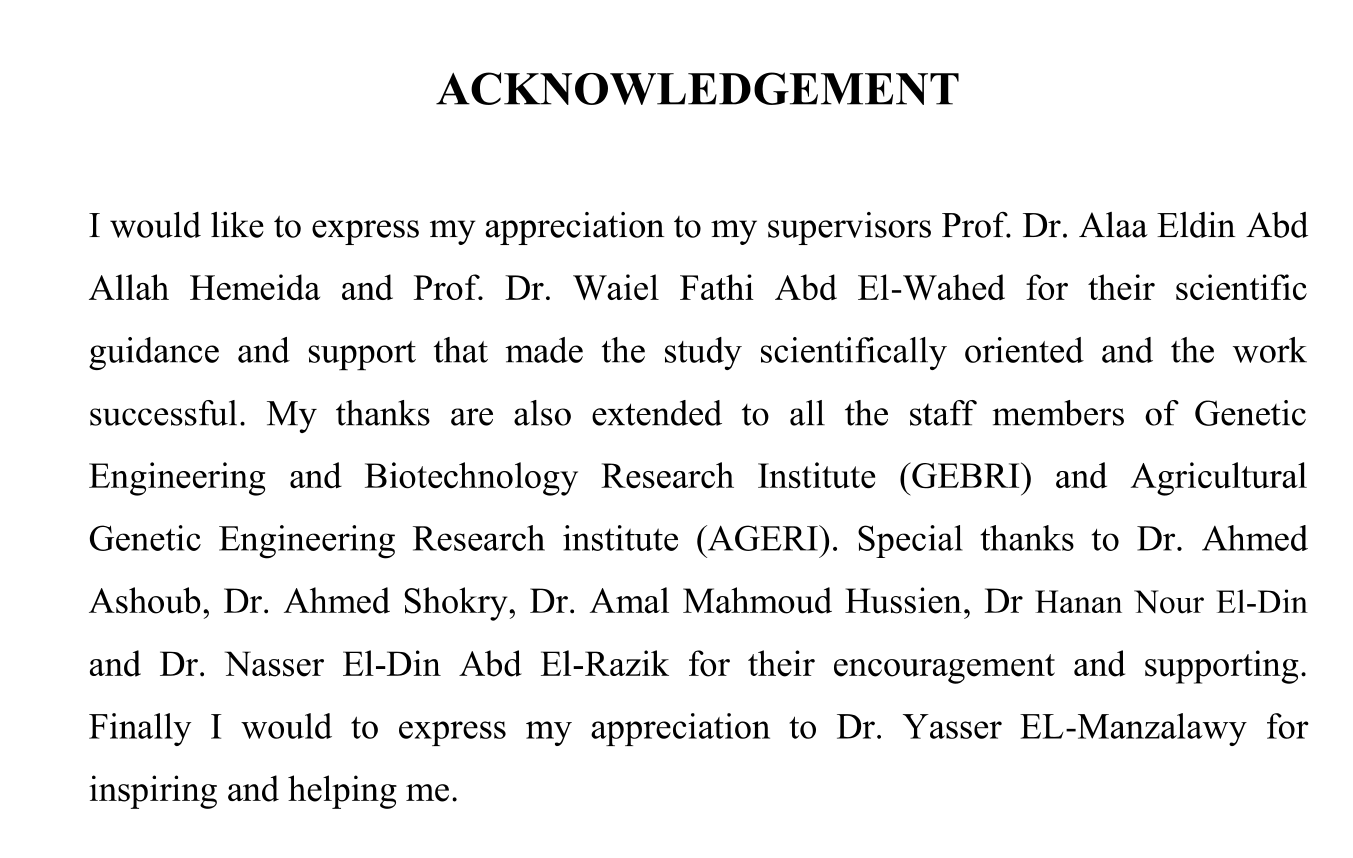 ACKNOWLEDGEMENT
I would like to express my appreciation to my supervisors Prof. Dr. Alaa Eldin Abd
Allah Hemeida and Prof. Dr. Waiel Fathi Abd El-Wahed for their scientific
guidance and support that made the study scientifically oriented and the work
successful. My thanks are also extended to all the staff members of Genetic
Engineering and Biotechnology Research Institute (GEBRI) and Agricultural
Genetic Engineering Research institute (AGERI). Special thanks to Dr. Ahmed
Ashoub, Dr. Ahmed Shokry, Dr. Amal Mahmoud Hussien, Dr Hanan Nour El-Din
and Dr. Nasser El-Din Abd El-Razik for their encouragement and supporting.
Finally I would to express my appreciation to Dr. Yasser EL-Manzalawy for
inspiring and helping me.